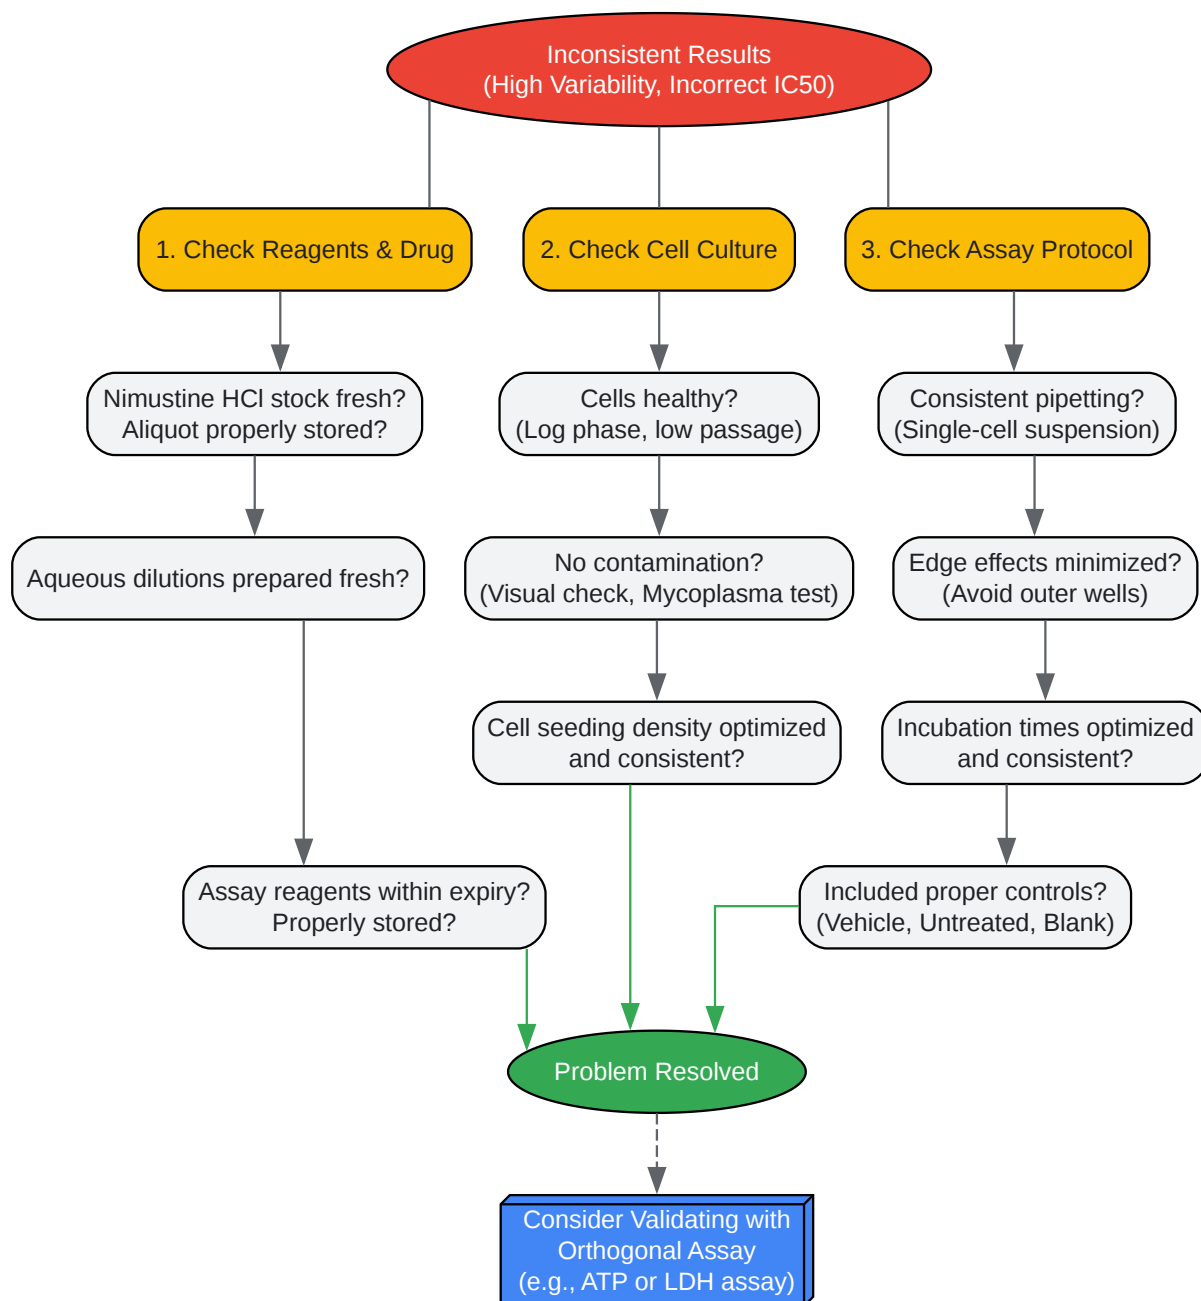 Inconsistent Results
(High Variability, Incorrect IC50)
1. Check Reagents & Drug
2. Check Cell Culture
3. Check Assay Protocol
Nimustine HCl stock fresh?
Aliquot properly stored?
Cells healthy?
(Log phase, low passage)
Consistent pipetting?
(Single-cell suspension)
Aqueous dilutions prepared fresh?
No contamination?
(Visual check, Mycoplasma test)
Edge effects minimized?
(Avoid outer wells)
Cell seeding density optimized
and consistent?
Incubation times optimized
and consistent?
Assay reagents within expiry?
Properly stored?
Included proper controls?
(Vehicle, Untreated, Blank)
Problem Resolved
Consider Validating with
Orthogonal Assay
(e.g., ATP or LDH assay)